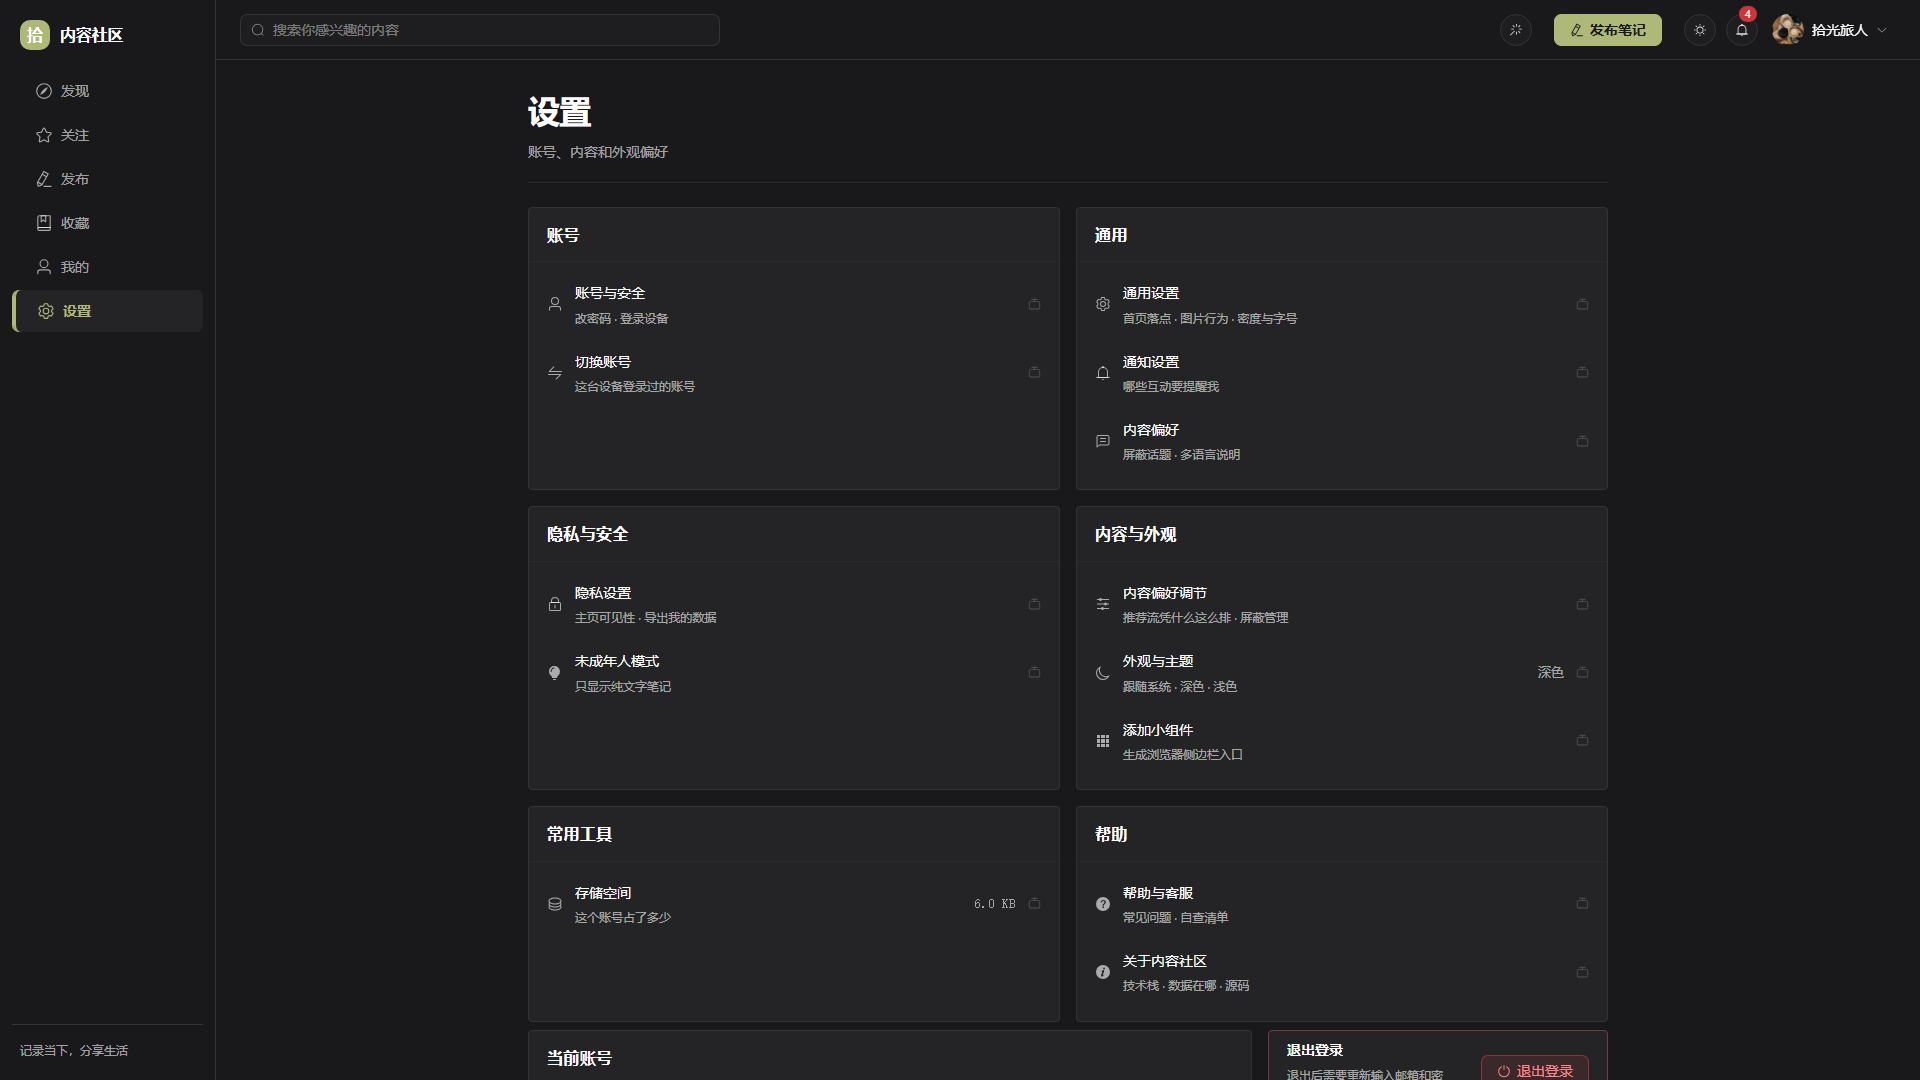 拾 内容社区
搜索你感兴趣的内容
发布笔记
4
拾光旅人
发现
关注
发布
收藏
我的
设置
记录当下，分享生活
设置
账号、内容和外观偏好
账号
账号与安全
改密码 · 登录设备
切换账号
这台设备登录过的账号
通用
通用设置
首页落点 · 图片行为 · 密度与字号
通知设置
哪些互动要提醒我
内容偏好
屏蔽话题 · 多语言说明
隐私与安全
隐私设置
主页可见性 · 导出我的数据
未成年人模式
只显示纯文字笔记
内容与外观
内容偏好调节
推荐流凭什么这么排 · 屏蔽管理
外观与主题
跟随系统 · 深色 · 浅色
深色
添加小组件
生成浏览器侧边栏入口
常用工具
存储空间
这个账号占了多少
6.0 KB
帮助
帮助与客服
常见问题 · 自查清单
关于内容社区
技术栈 · 数据在哪 · 源码
当前账号
退出登录
退出后需要重新输入邮箱和密
退出登录